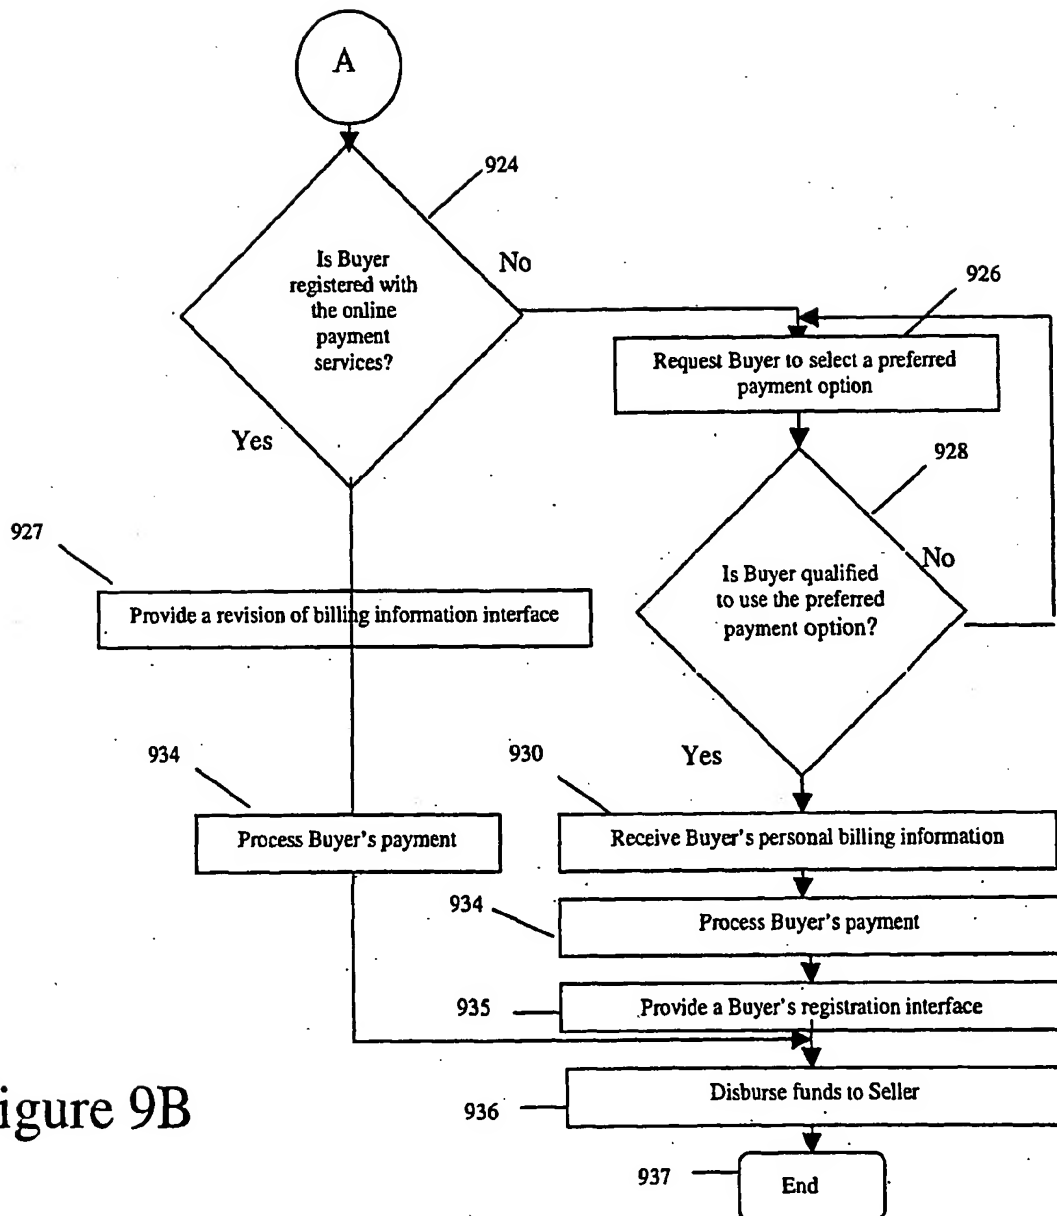 A
924
Is Buyer
registered with
the online
payment
services?
No
Yes
926
Request Buyer to select a preferred
payment option
928
Is Buyer qualified
to use the preferred
payment option?
No
Yes
927
Provide a revision of billing information interface
934
Process Buyer's payment
930
Receive Buyer's personal billing information
934
Process Buyer's payment
935
Provide a Buyer's registration interface
936
Disburse funds to Seller
937
End
igure 9B